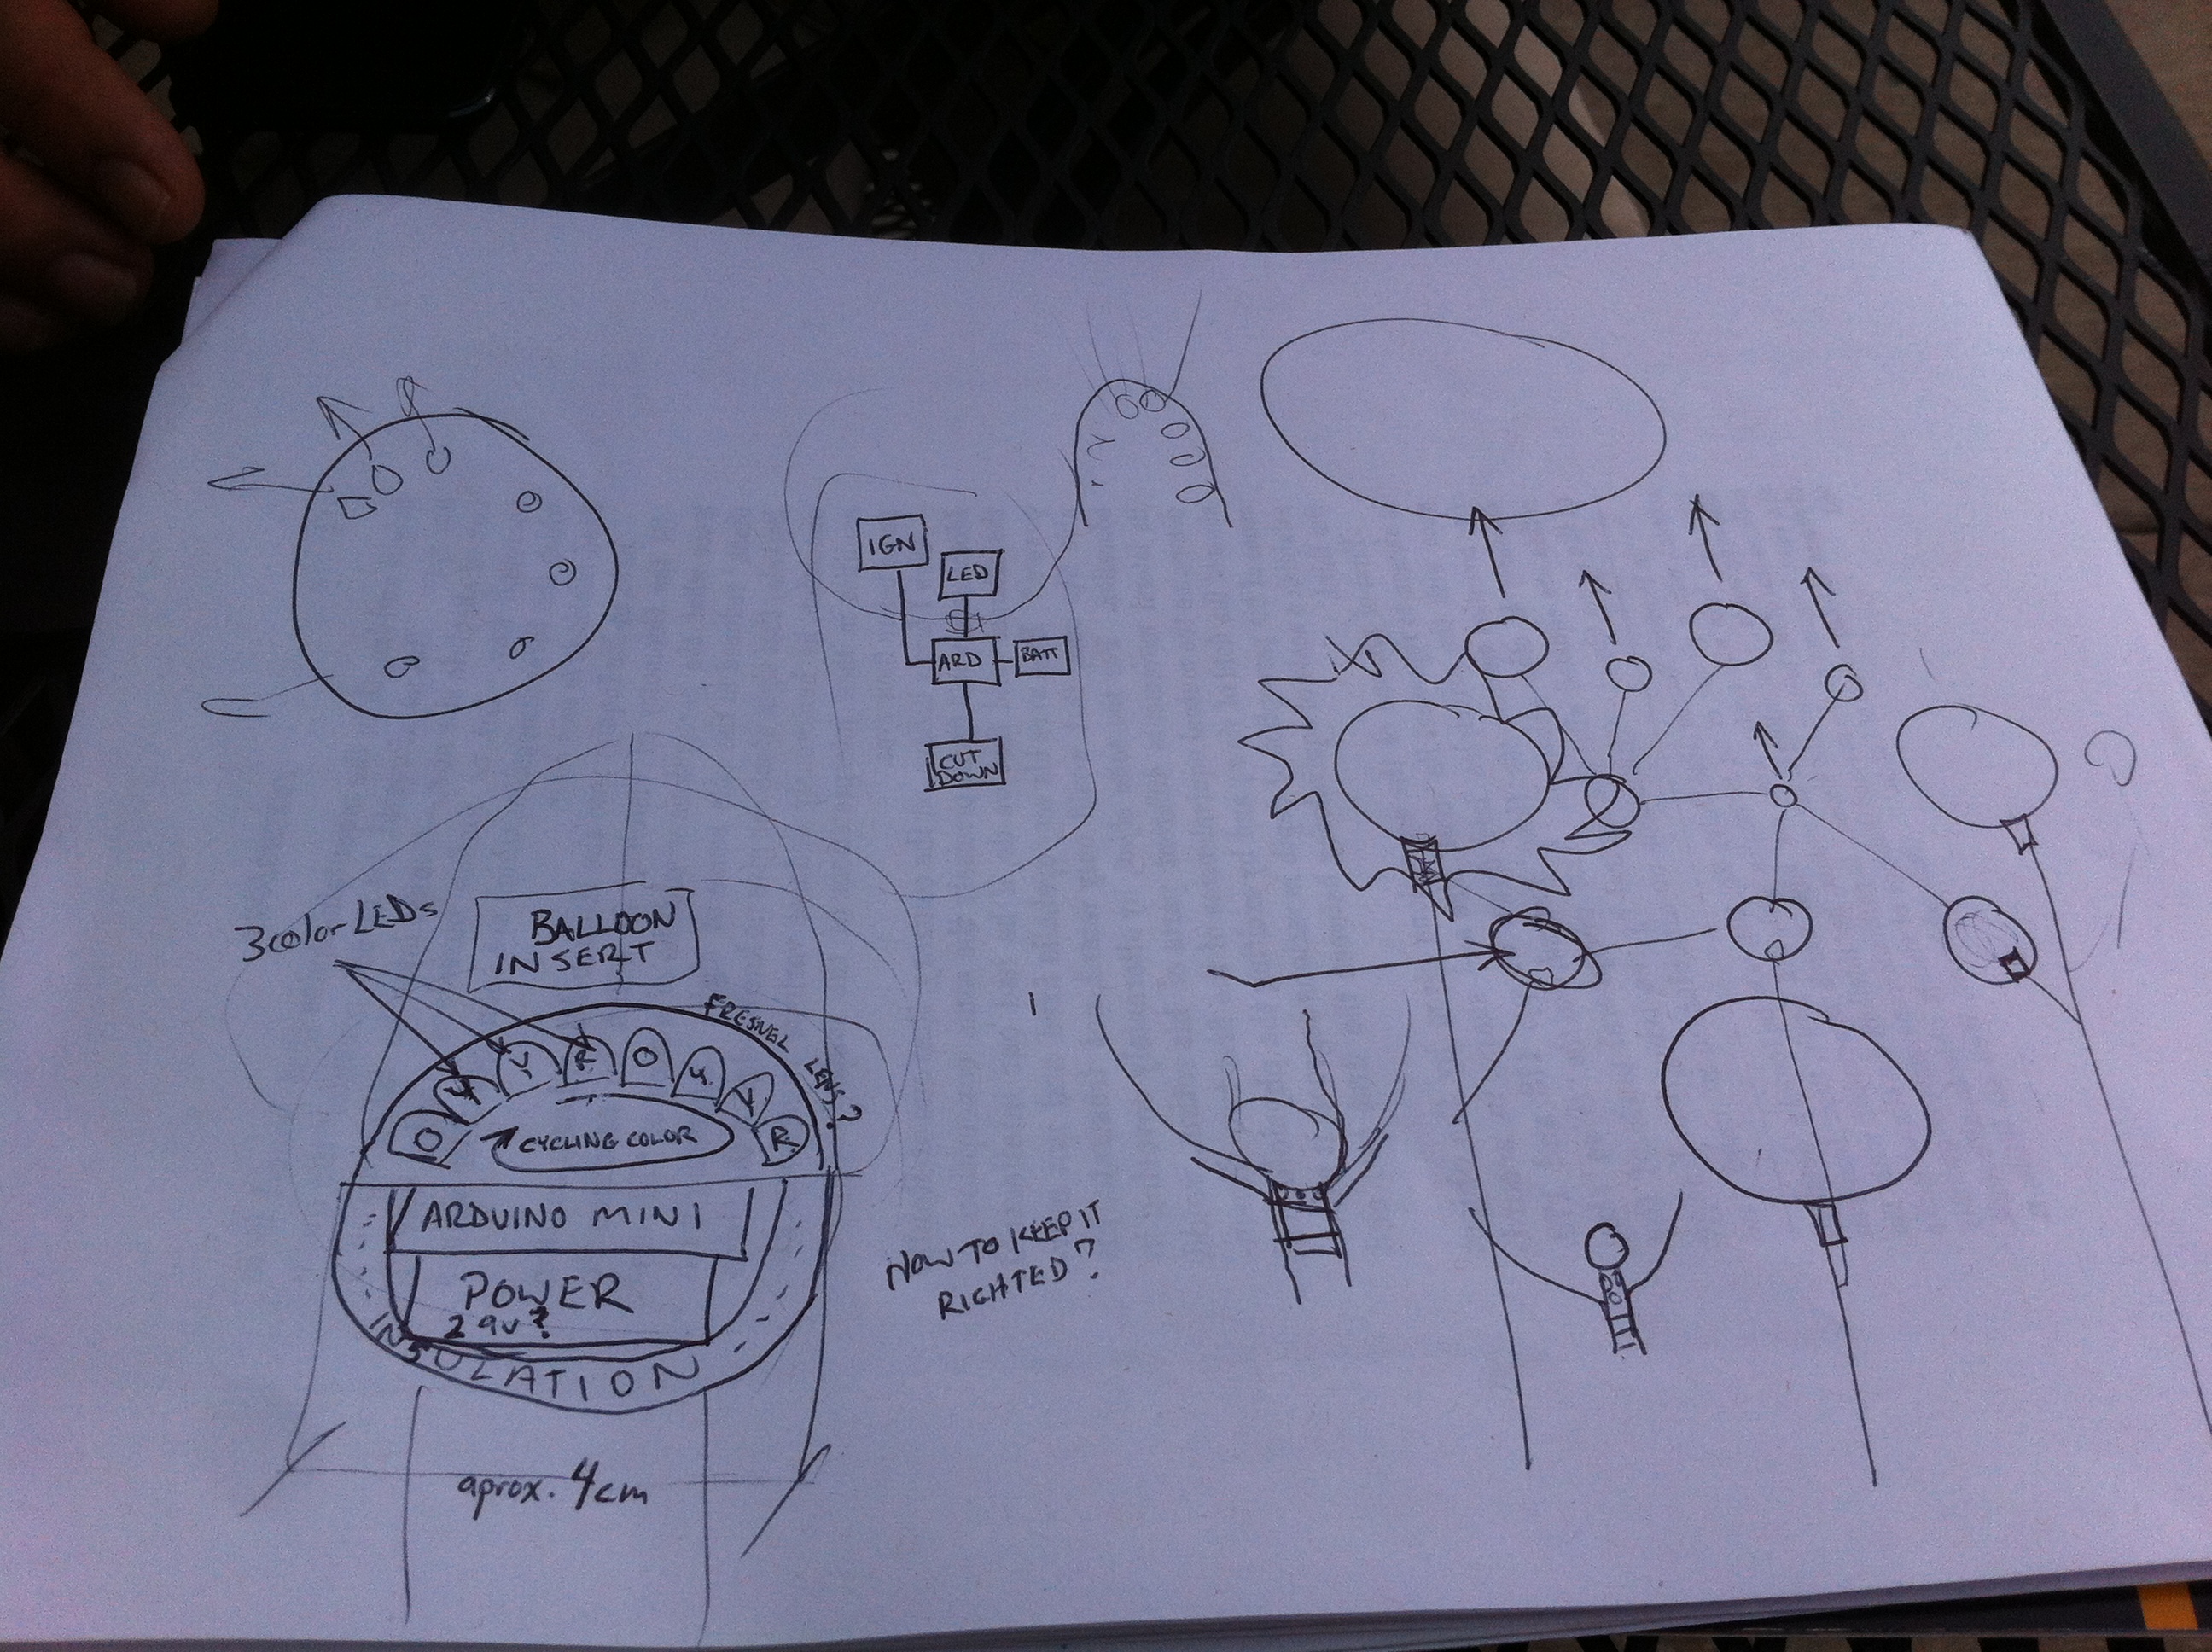 IGN
LED
ARD
BATT
CUT
DOWN
3color LEDs
BALLOON
INSERT
FRESNEL LENS?
O Y Y R O Y Y R
CYCLING COLOR
ARDUINO MINI
POWER
2 9v?
INSULATION
aprox. 4cm
HOW TO KEEP IT
RIGHTED?